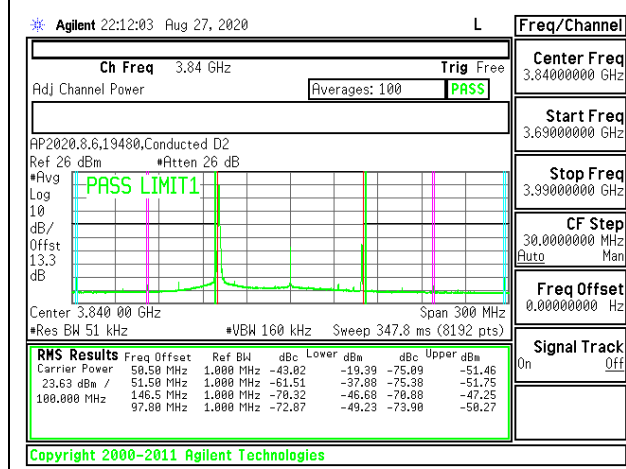 Agilent 22:12:03 Aug 27, 2020 L Freq/Channel
Ch Freq 3.84 GHz Trig Free
Adj Channel Power Averages: 100 PASS
AP2020.8.6,19480,Conducted D2
Ref 26 dBm #Atten 26 dB
#Avg
Log
10
dB/
Offst
13.3
dB
PASS LIMIT1
Center 3.840 00 GHz Span 300 MHz
#Res BW 51 kHz #VBW 160 kHz Sweep 347.8 ms (8192 pts)
RMS Results Freq Offset Ref BW dBc Lower dBm dBc Upper dBm
Carrier Power 50.50 MHz 1.000 MHz -43.02 -19.39 -75.09 -51.46
23.63 dBm / 51.50 MHz 1.000 MHz -61.51 -37.88 -75.38 -51.75
100.000 MHz 146.5 MHz 1.000 MHz -70.32 -46.68 -70.88 -47.25
97.80 MHz 1.000 MHz -72.87 -49.23 -73.90 -50.27
Copyright 2000-2011 Agilent Technologies
Center Freq
3.84000000 GHz
Start Freq
3.69000000 GHz
Stop Freq
3.99000000 GHz
CF Step
30.0000000 MHz
Auto Man
Freq Offset
0.00000000 Hz
Signal Track
On Off